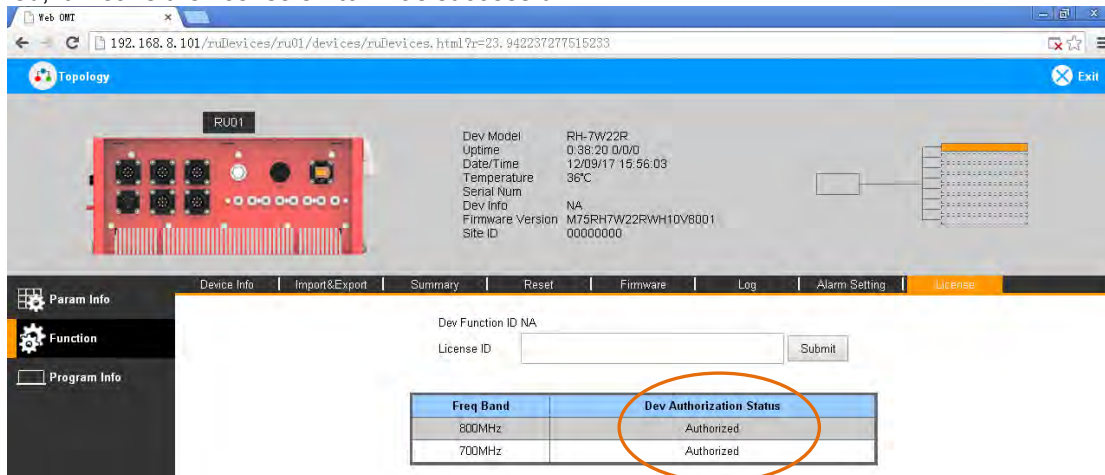 Web OMT
192.168.8.101/ruDevices/ru01/devices/ruDevices.html?r=23.942237277515233
Topology
Exit
RU01
Dev Model RH-7W22R
Uptime 0:38:20 0/0/0
Date/Time 12/09/17 15:56:03
Temperature 36℃
Serial Num
Dev Info NA
Firmware Version M75RH7W22RWH10V8001
Site ID 00000000
Device Info Import&Export Summary Reset Firmware Log Alarm Setting License
Param Info
Function
Program Info
Dev Function ID NA
License ID Submit
Freq Band Dev Authorization Status
800MHz Authorized
700MHz Authorized